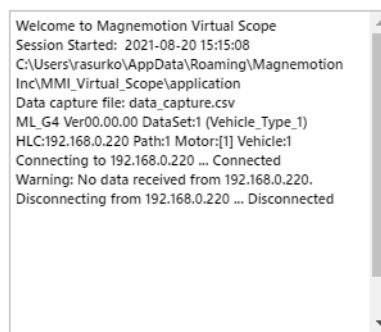 Welcome to Magnemotion Virtual Scope
Session Started:  2021-08-20 15:15:08
C:\Users\rasurko\AppData\Roaming\Magnemotion
Inc\MMI_Virtual_Scope\application
Data capture file: data_capture.csv
ML_G4 Ver00.00.00 DataSet:1 (Vehicle_Type_1)
HLC:192.168.0.220 Path:1 Motor:[1] Vehicle:1
Connecting to 192.168.0.220 ... Connected
Warning: No data received from 192.168.0.220.
Disconnecting from 192.168.0.220 ... Disconnected